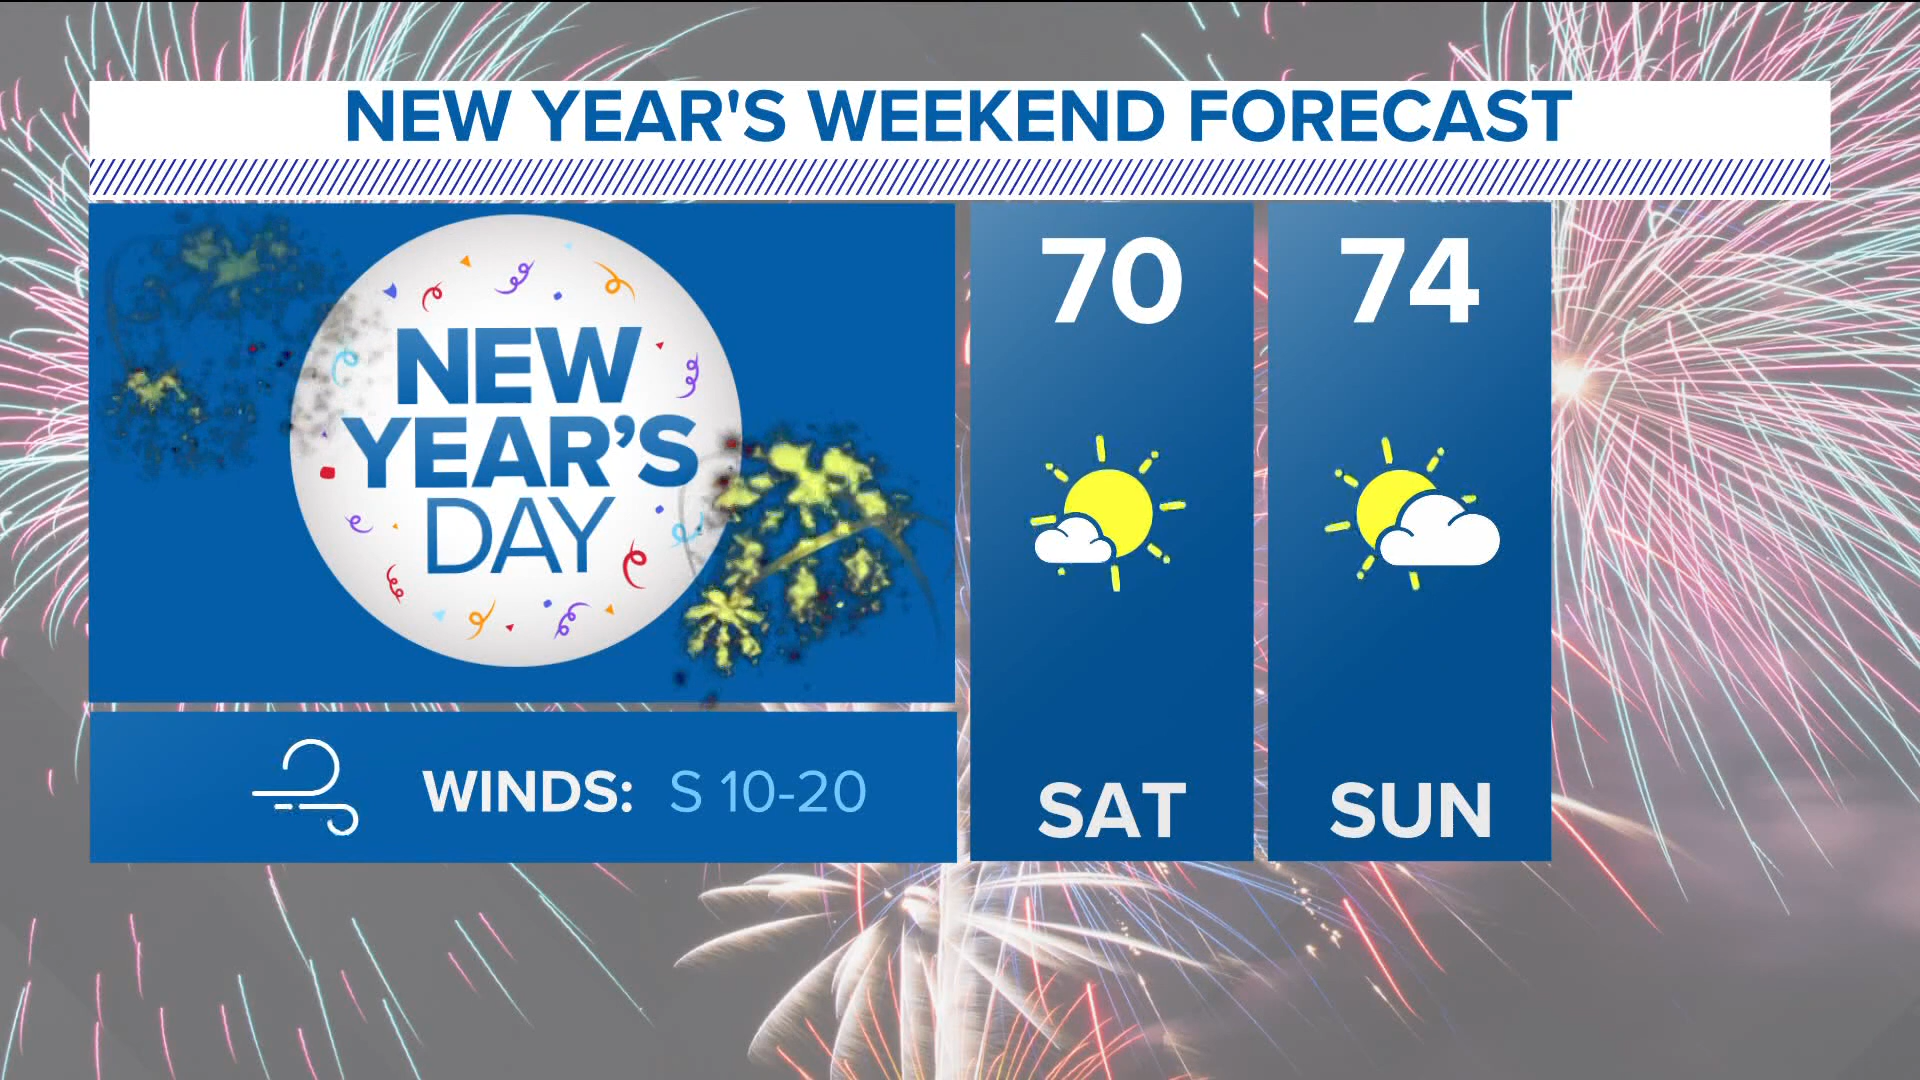 NEW YEAR'S WEEKEND FORECAST
NEW
YEAR'S
DAY
WINDS: S 10-20
70
SAT
74
SUN